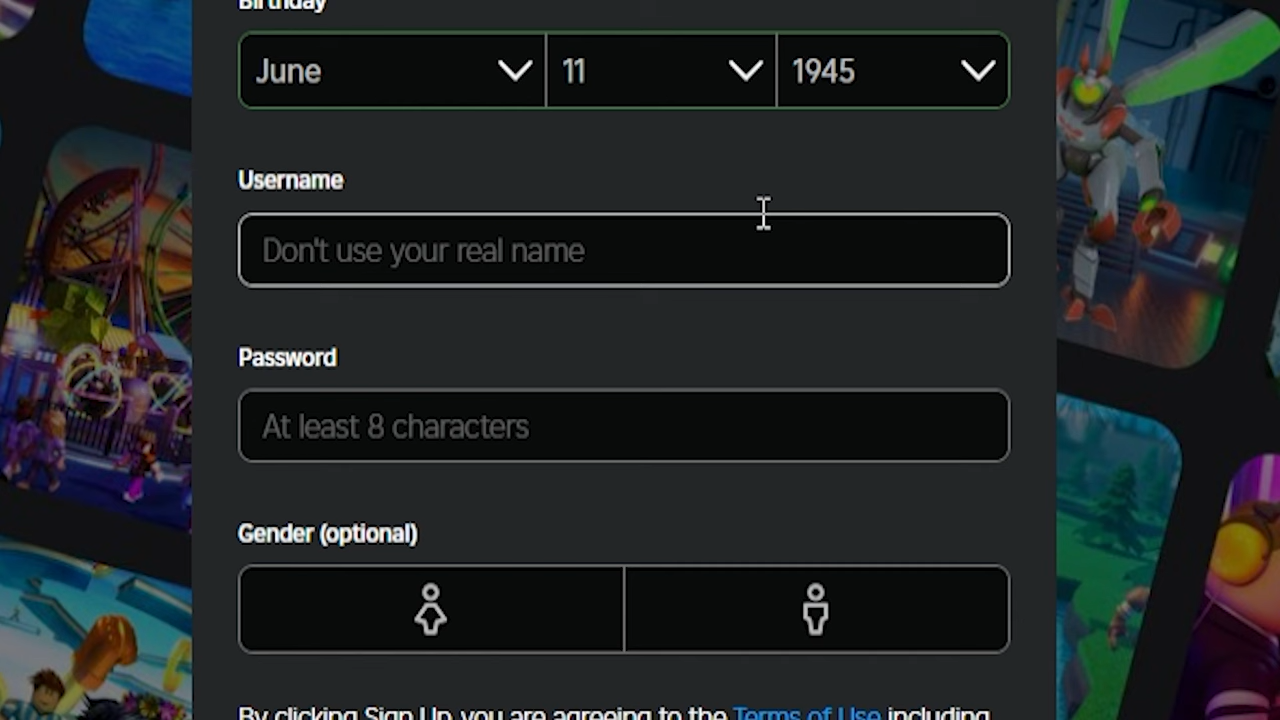 Birthday
June 11 1945
Username
Don't use your real name
Password
At least 8 characters
Gender (optional)
By clicking Sign Up, you are agreeing to the Terms of Use including